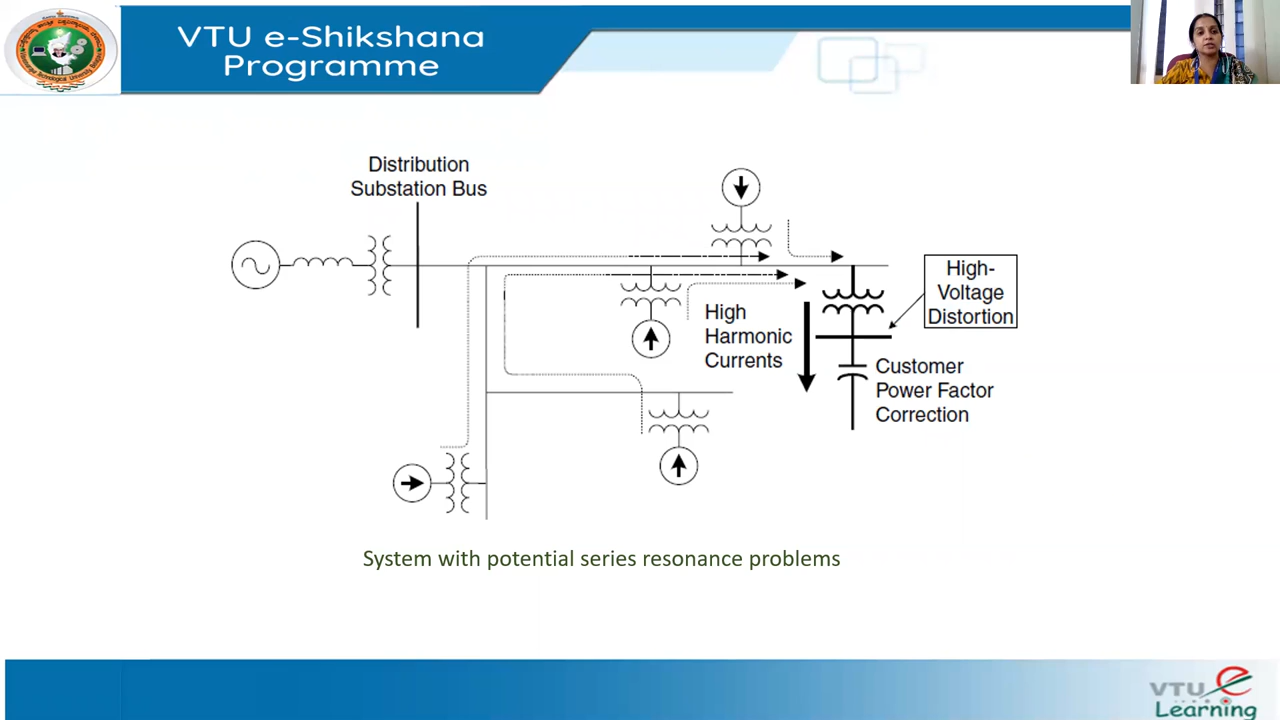 VTU e-Shikshana
Programme
Distribution
Substation Bus
High-
Voltage
Distortion
High
Harmonic
Currents
Customer
Power Factor
Correction
System with potential series resonance problems
VTU
Learning